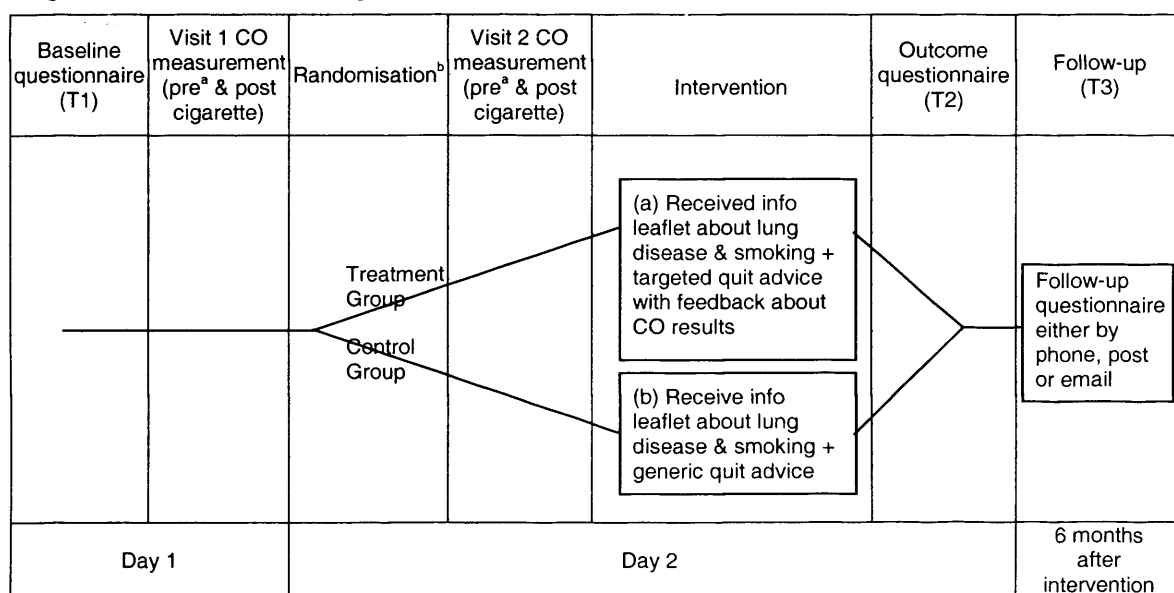 Baseline
questionnaire
(T1)
Visit 1 CO
measurement
(preᵃ & post
cigarette)
Randomisationᵇ
Visit 2 CO
measurement
(preᵃ & post
cigarette)
Intervention
Outcome
questionnaire
(T2)
Follow-up
(T3)
Treatment
Group
Control
Group
(a) Received info
leaflet about lung
disease & smoking +
targeted quit advice
with feedback about
CO results
(b) Receive info
leaflet about lung
disease & smoking +
generic quit advice
Follow-up
questionnaire
either by
phone, post
or email
Day 1
Day 2
6 months
after
intervention